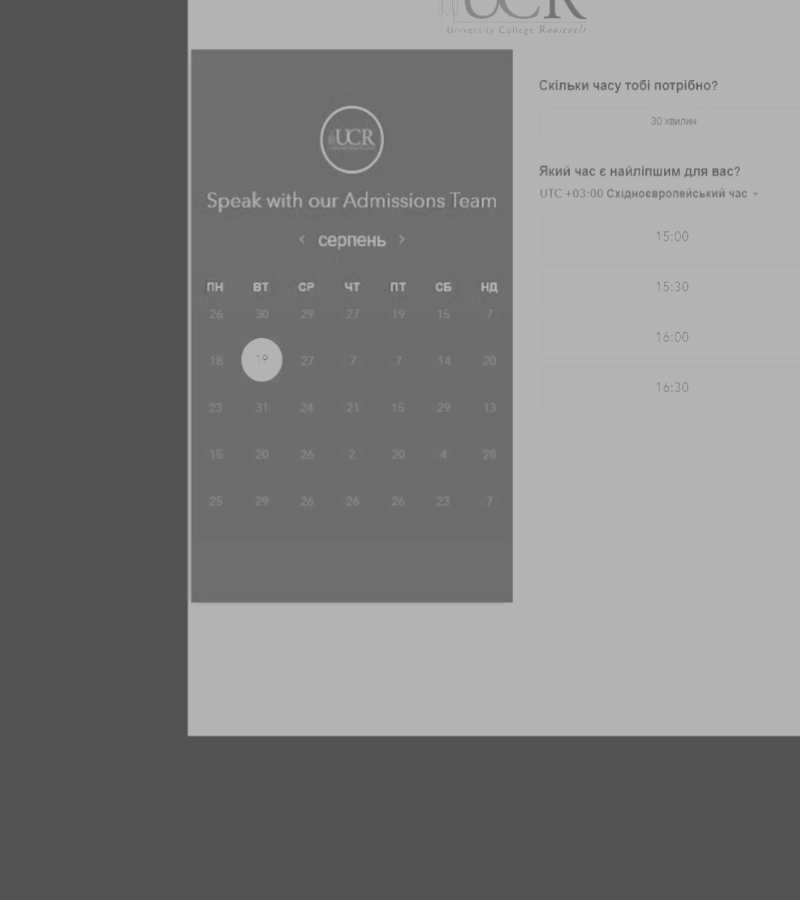 UCR
University College Roosevelt
UCR
Speak with our Admissions Team
< серпень >
ПН ВТ СР ЧТ ПТ СБ НД
26 30 29 27 19 15 7
18 19 27 7 7 14 20
23 31 24 21 15 29 13
15 20 26 2 20 4 28
25 29 26 26 26 23 7
Скільки часу тобі потрібно?
30 хвилин
Який час є найліпшим для вас?
UTC +03:00 Східноєвропейський час
15:00
15:30
16:00
16:30